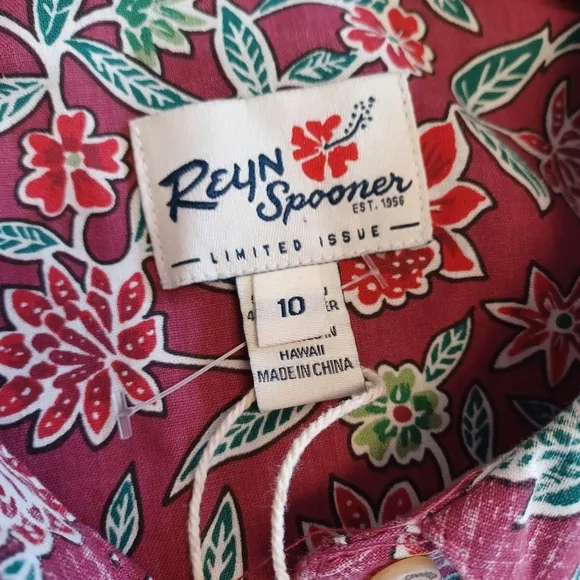 REYN
Spooner
EST. 1956
LIMITED ISSUE
10
HAWAII
MADE IN CHINA